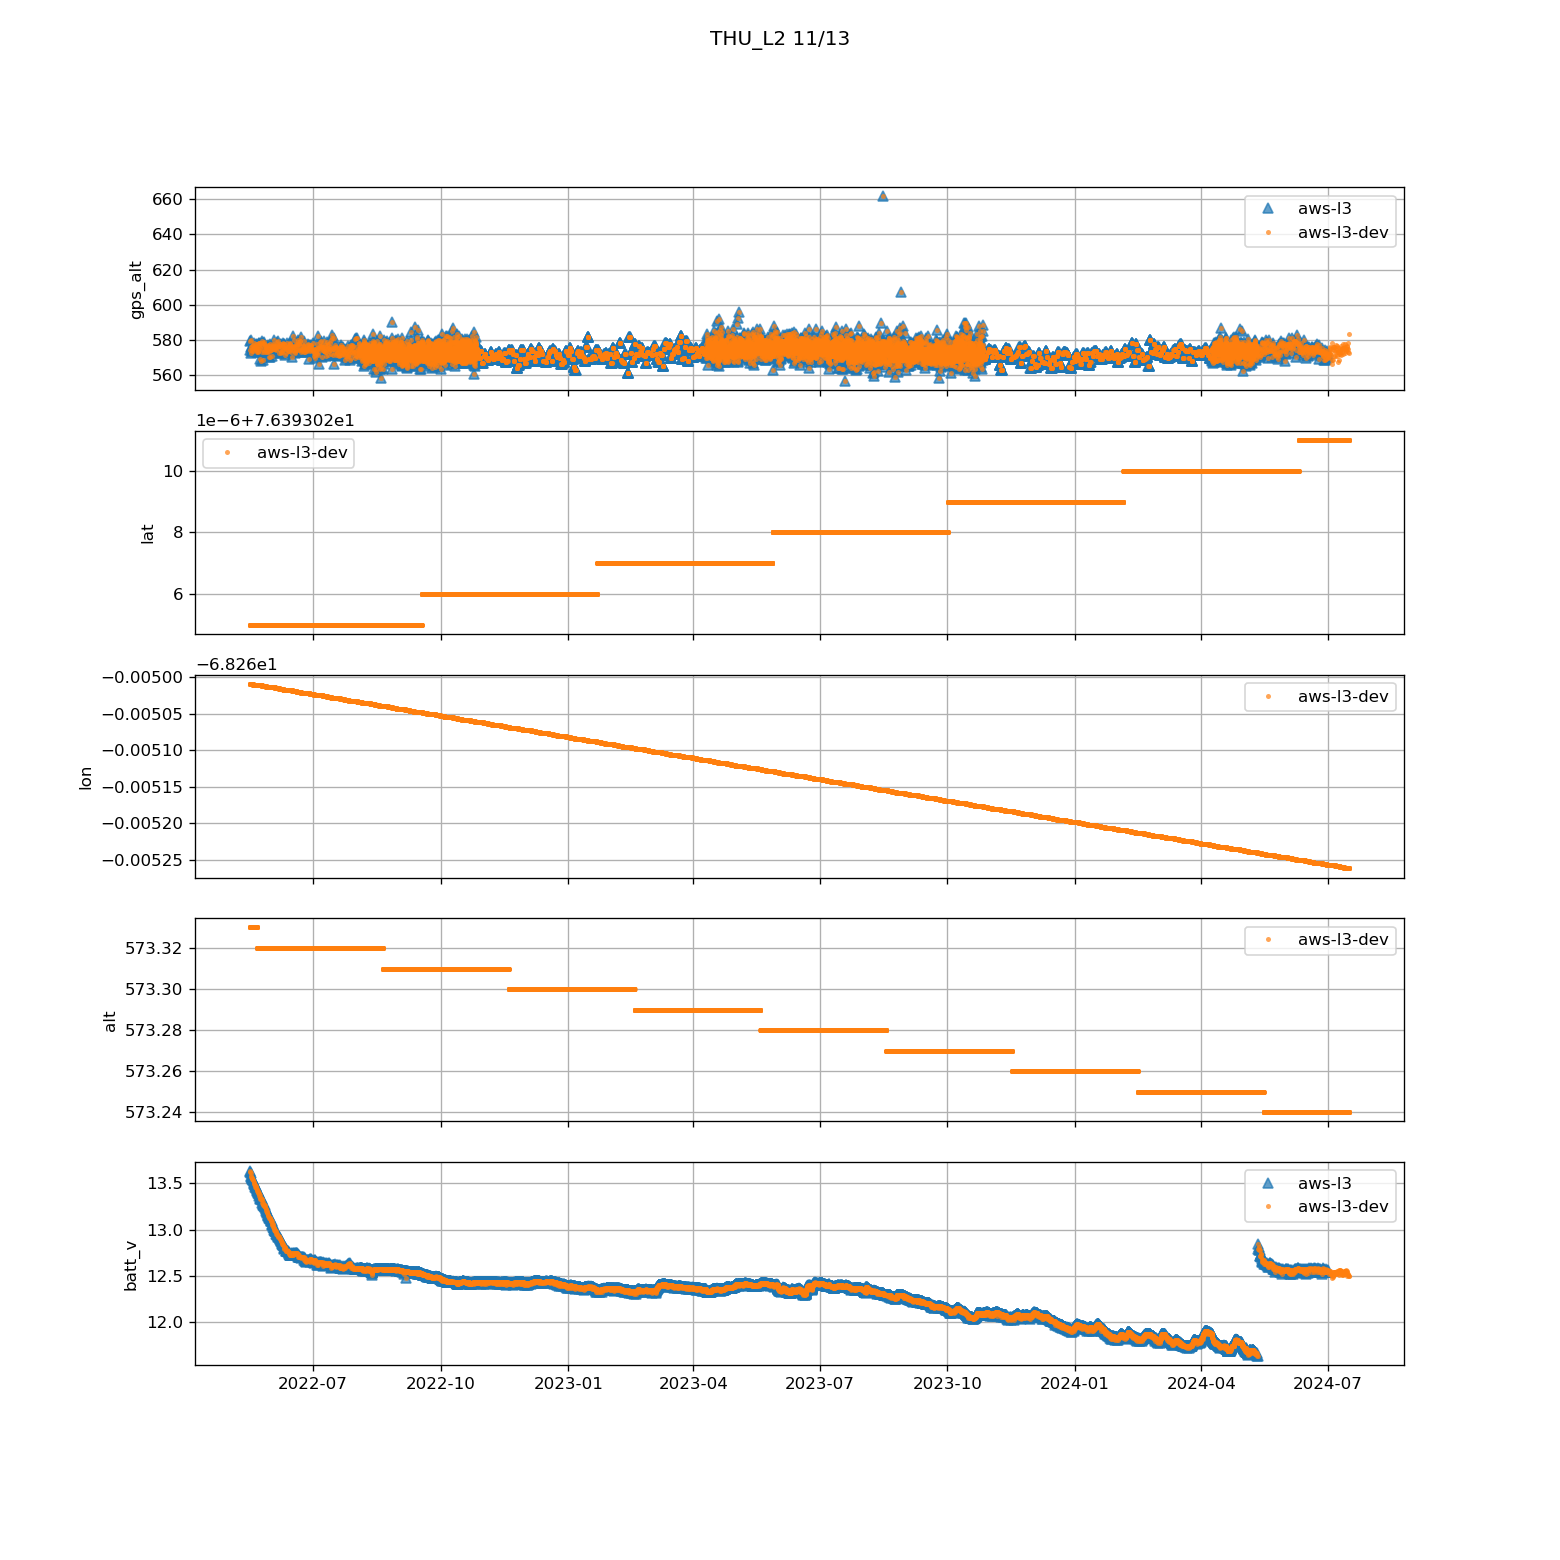 THU_L2 11/13
660
640
620
600
580
560
gps_alt
aws-l3
aws-l3-dev
1e−6+7.639302e1
10
8
6
lat
aws-l3-dev
−6.826e1
−0.00500
−0.00505
−0.00510
−0.00515
−0.00520
−0.00525
lon
aws-l3-dev
573.32
573.30
573.28
573.26
573.24
alt
aws-l3-dev
13.5
13.0
12.5
12.0
batt_v
aws-l3
aws-l3-dev
2022-07 2022-10 2023-01 2023-04 2023-07 2023-10 2024-01 2024-04 2024-07